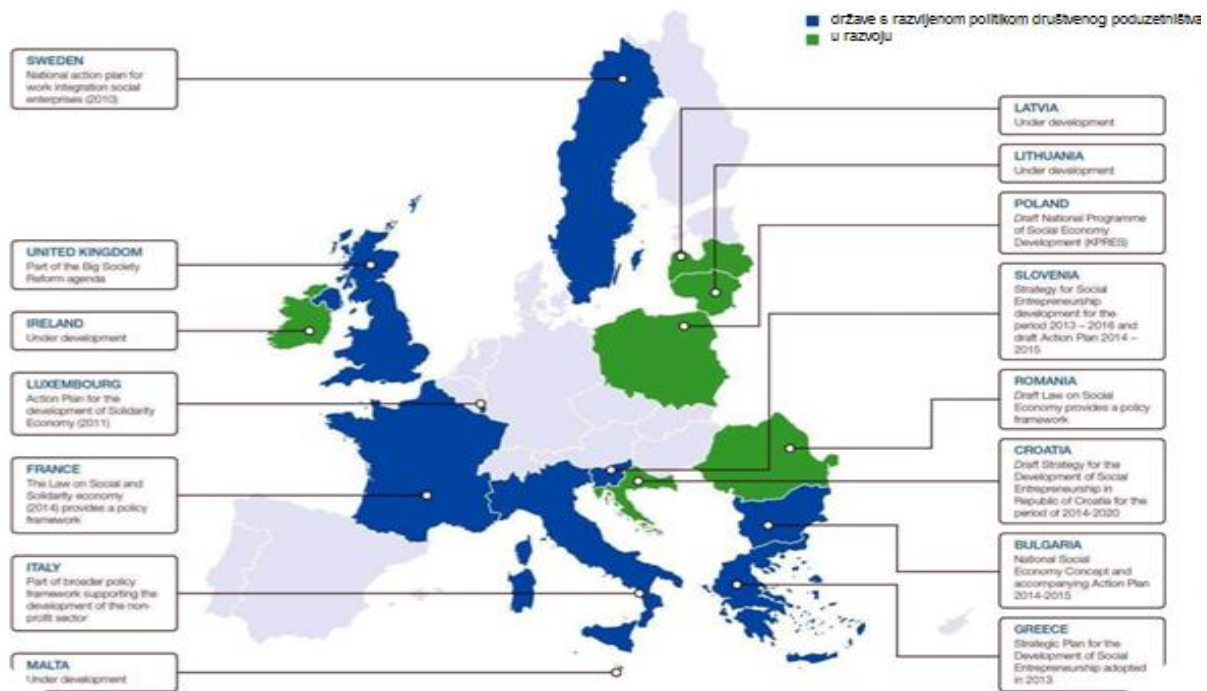 države s razvijenom politikom društvenog poduzetništva
u razvoju
SWEDEN
National action plan for
work integration social
enterprises (2010)
UNITED KINGDOM
Part of the Big Society
Reform agenda
IRELAND
Under development
LUXEMBOURG
Action Plan for the
development of Solidarity
Economy (2011)
FRANCE
The Law on Social and
Solidarity economy
(2014) provides a policy
framework
ITALY
Part of broader policy
framework supporting the
development of the non-
profit sector
MALTA
Under development
LATVIA
Under development
LITHUANIA
Under development
POLAND
Draft National Programme
of Social Economy
Development (KPRES)
SLOVENIA
Strategy for Social
Entrepreneurship
development for the
period 2013 – 2016 and
draft Action Plan 2014 –
2015
ROMANIA
Draft Law on Social
Economy provides a policy
framework
CROATIA
Draft Strategy for the
Development of Social
Entrepreneurship in
Republic of Croatia for the
period of 2014-2020
BULGARIA
National Social
Economy Concept and
accompanying Action Plan
2014-2015
GREECE
Strategic Plan for the
Development of Social
Entrepreneurship adopted
in 2013